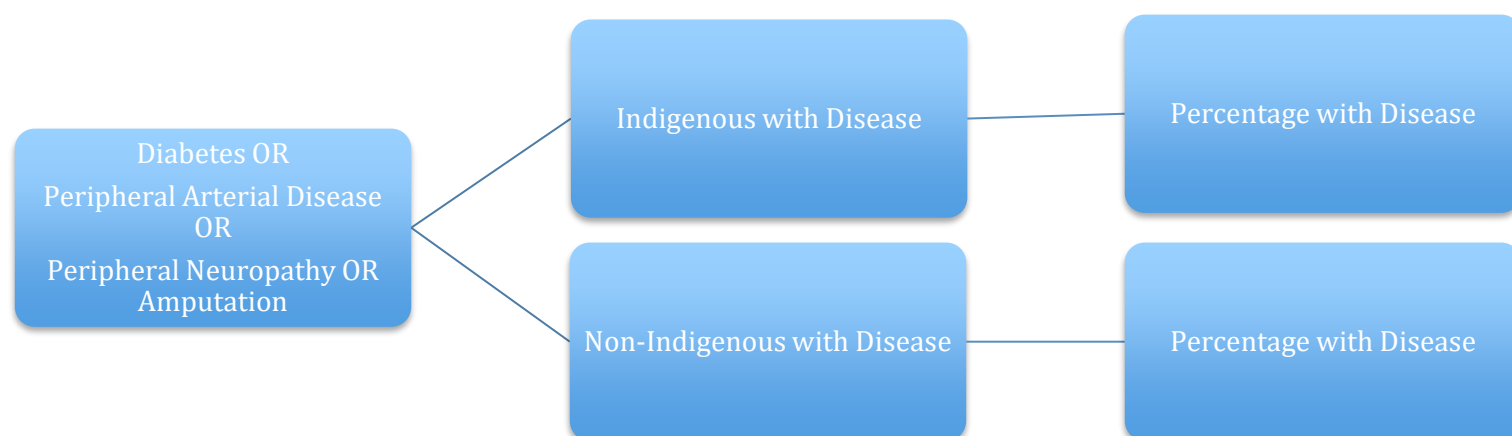 Diabetes OR
Peripheral Arterial Disease
OR
Peripheral Neuropathy OR
Amputation
Indigenous with Disease
Percentage with Disease
Non-Indigenous with Disease
Percentage with Disease